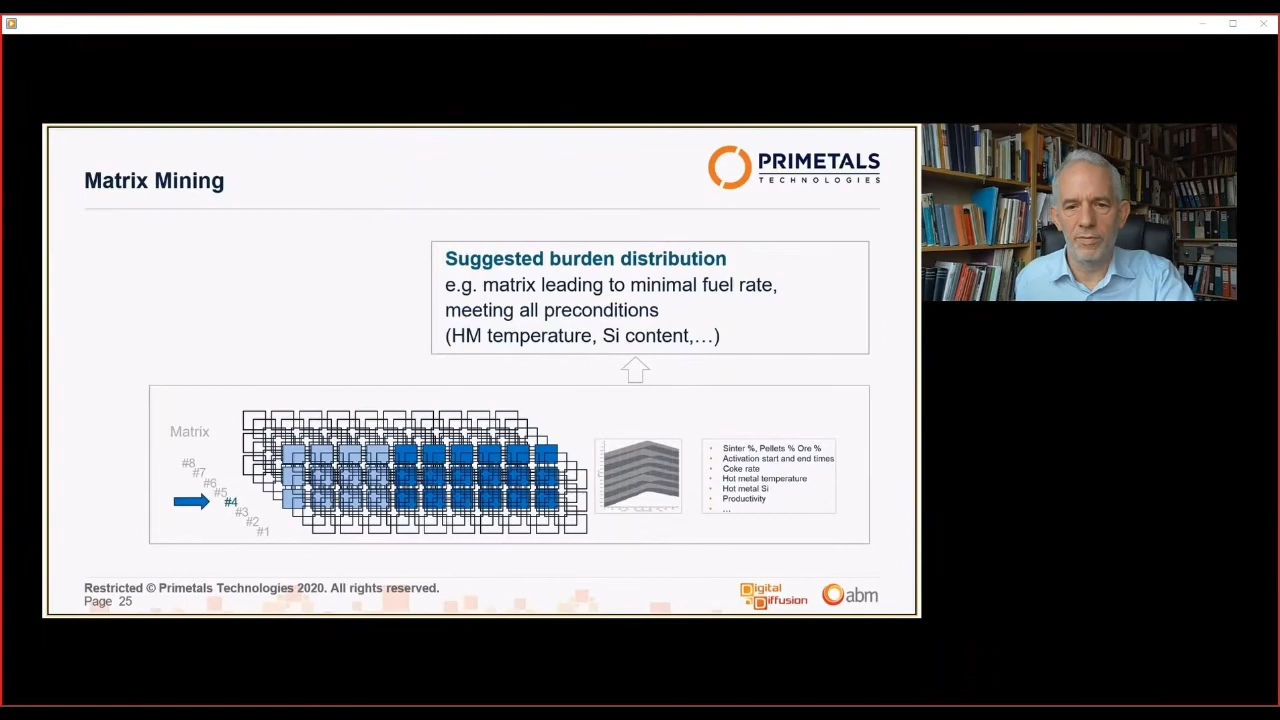 Matrix Mining
PRIMETALS
TECHNOLOGIES
Suggested burden distribution
e.g. matrix leading to minimal fuel rate,
meeting all preconditions
(HM temperature, Si content,…)
Matrix
#8
#7
#6
#5
#4
#3
#2
#1
• Sinter %, Pellets % Ore %
• Activation start and end times
• Coke rate
• Hot metal temperature
• Hot metal Si
• Productivity
• ...
Restricted © Primetals Technologies 2020. All rights reserved.
Page 25
Digital
Diffusion
abm